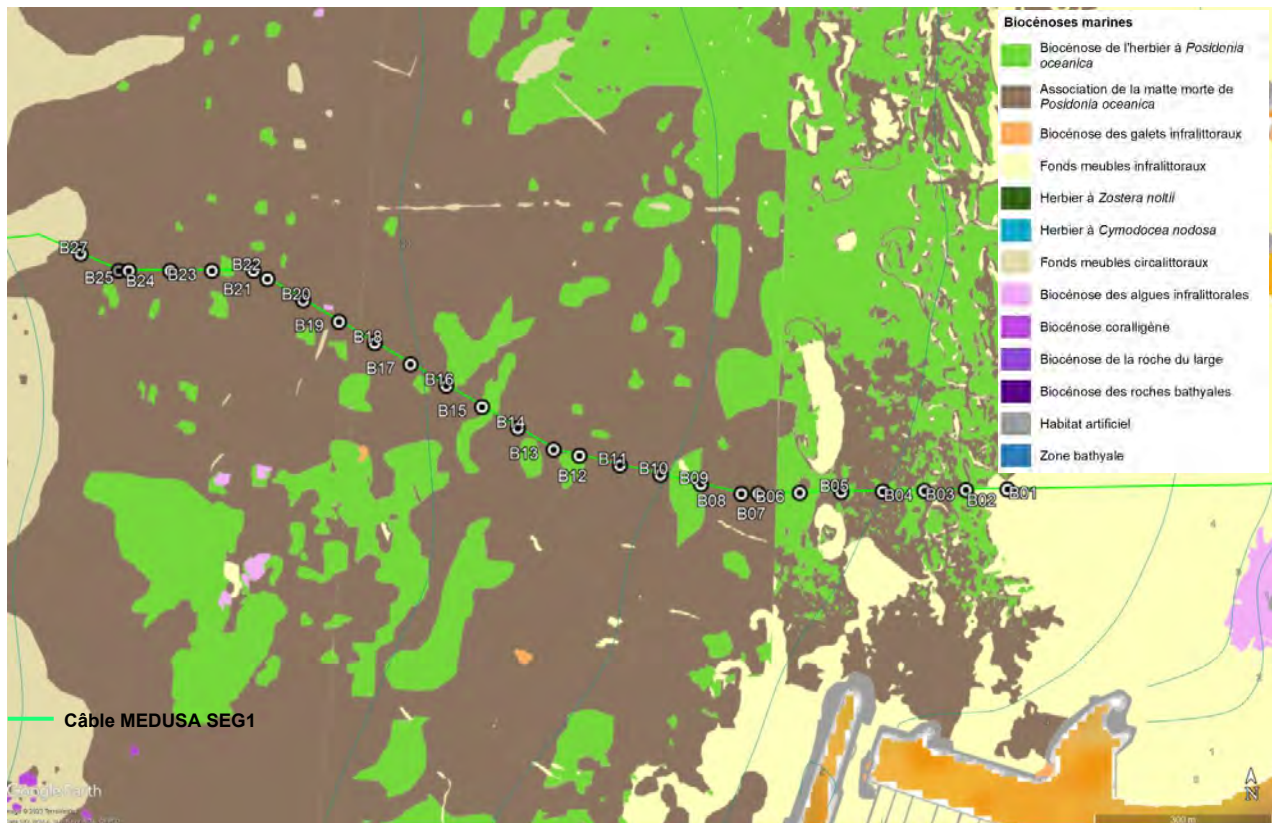 Biocénoses marines
Biocénose de l'herbier à Posidonia
oceanica
Association de la matte morte de
Posidonia oceanica
Biocénose des galets infralittoraux
Fonds meubles infralittoraux
Herbier à Zostera noltii
Herbier à Cymodocea nodosa
Fonds meubles circalittoraux
Biocénose des algues infralittorales
Biocénose coralligène
Biocénose de la roche du large
Biocénose des roches bathyales
Habitat artificiel
Zone bathyale
B27
B25
B24
B23
B22
B21
B20
B19
B18
B17
B16
B15
B14
B13
B12
B11
B10
B09
B08
B07
B06
B05
B04
B03
B02
B01
4
1
Câble MEDUSA SEG1
Google Earth
N
300 m